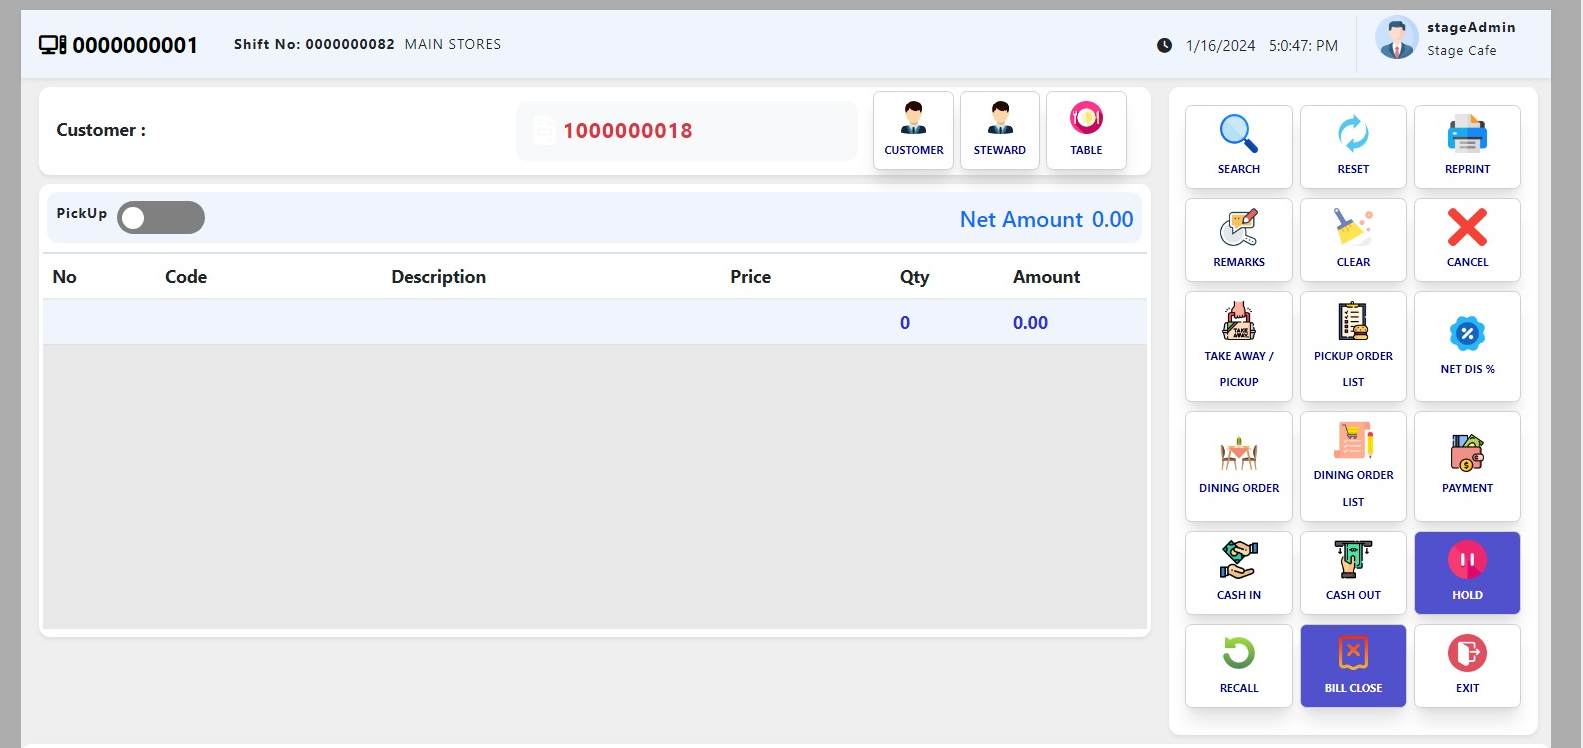 0000000001 Shift No: 0000000082 MAIN STORES 1/16/2024 5:0:47: PM stageAdmin
Stage Cafe
Customer : 1000000018 CUSTOMER STEWARD TABLE
PickUp Net Amount 0.00
No Code Description Price Qty Amount
0 0.00
SEARCH RESET REPRINT
REMARKS CLEAR CANCEL
TAKE AWAY
TAKE AWAY /
PICKUP
PICKUP ORDER
LIST
NET DIS %
DINING ORDER
DINING ORDER
LIST
PAYMENT
CASH IN CASH OUT HOLD
RECALL BILL CLOSE EXIT